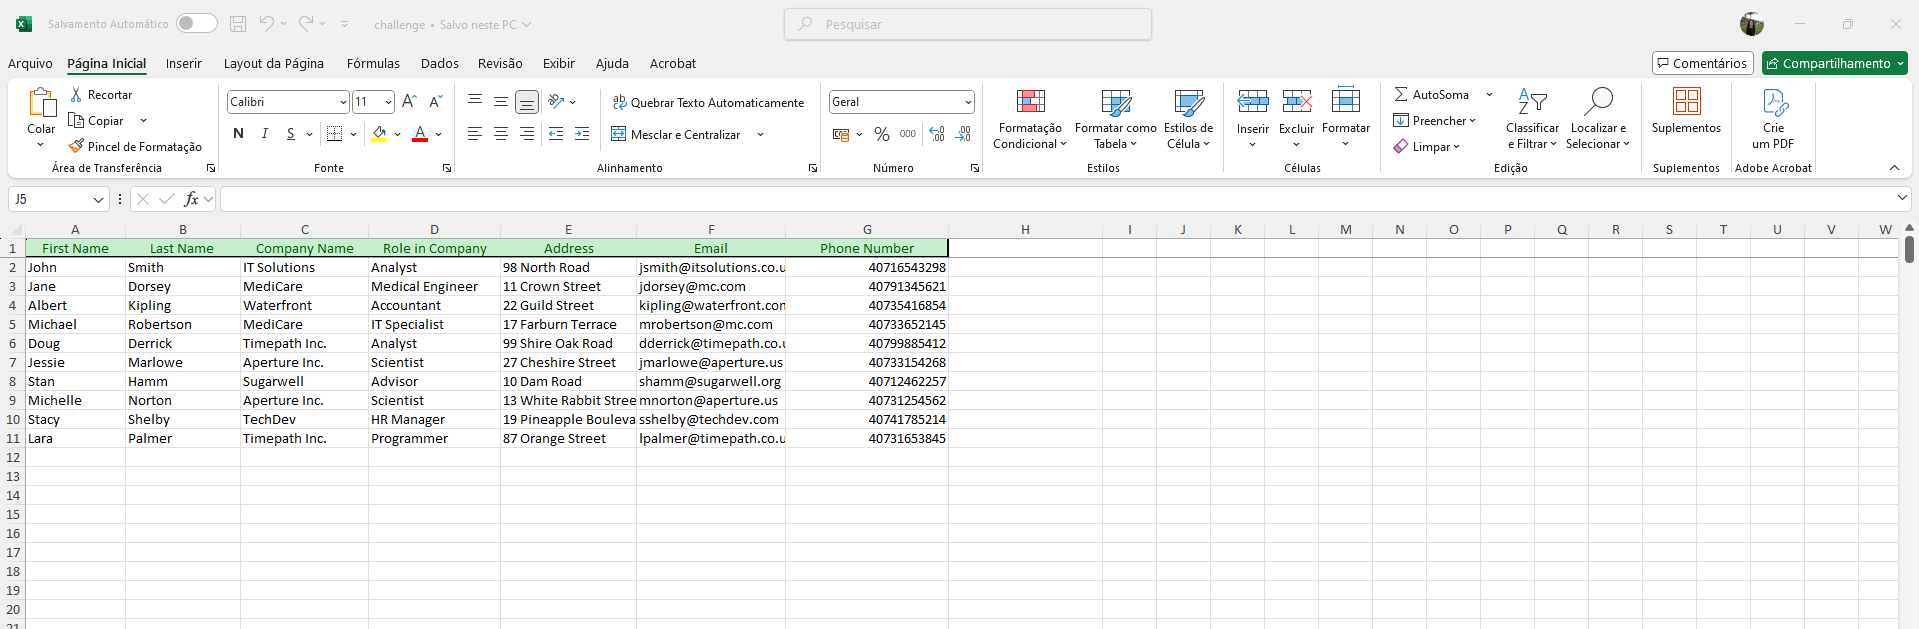 Salvamento Automático challenge • Salvo neste PC Pesquisar
Arquivo Página Inicial Inserir Layout da Página Fórmulas Dados Revisão Exibir Ajuda Acrobat Comentários Compartilhamento
Colar Recortar Copiar Pincel de Formatação
Área de Transferência
Calibri 11
N I S A
Fonte
Quebrar Texto Automaticamente
Mesclar e Centralizar
Alinhamento
Geral
% 000
Número
Formatação Condicional Formatar como Tabela Estilos de Célula
Estilos
Inserir Excluir Formatar
Células
AutoSoma Preencher Limpar Classificar e Filtrar Localizar e Selecionar
Edição
Suplementos
Suplementos
Crie um PDF
Adobe Acrobat
J5 fx
A B C D E F G H I J K L M N O P Q R S T U V W
1 First Name Last Name Company Name Role in Company Address Email Phone Number
2 John Smith IT Solutions Analyst 98 North Road jsmith@itsolutions.co.u 40716543298
3 Jane Dorsey MediCare Medical Engineer 11 Crown Street jdorsey@mc.com 40791345621
4 Albert Kipling Waterfront Accountant 22 Guild Street kipling@waterfront.con 40735416854
5 Michael Robertson MediCare IT Specialist 17 Farburn Terrace mrobertson@mc.com 40733652145
6 Doug Derrick Timepath Inc. Analyst 99 Shire Oak Road dderrick@timepath.co.u 40799885412
7 Jessie Marlowe Aperture Inc. Scientist 27 Cheshire Street jmarlowe@aperture.us 40733154268
8 Stan Hamm Sugarwell Advisor 10 Dam Road shamm@sugarwell.org 40712462257
9 Michelle Norton Aperture Inc. Scientist 13 White Rabbit Stree mnorton@aperture.us 40731254562
10 Stacy Shelby TechDev HR Manager 19 Pineapple Bouleva sshelby@techdev.com 40741785214
11 Lara Palmer Timepath Inc. Programmer 87 Orange Street lpalmer@timepath.co.u 40731653845
12
13
14
15
16
17
18
19
20
21